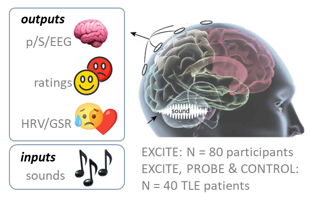 outputs
p/S/EEG
ratings
HRV/GSR
inputs
sounds
sound
EXCITE: N = 80 participants
EXCITE, PROBE & CONTROL:
N = 40 TLE patients